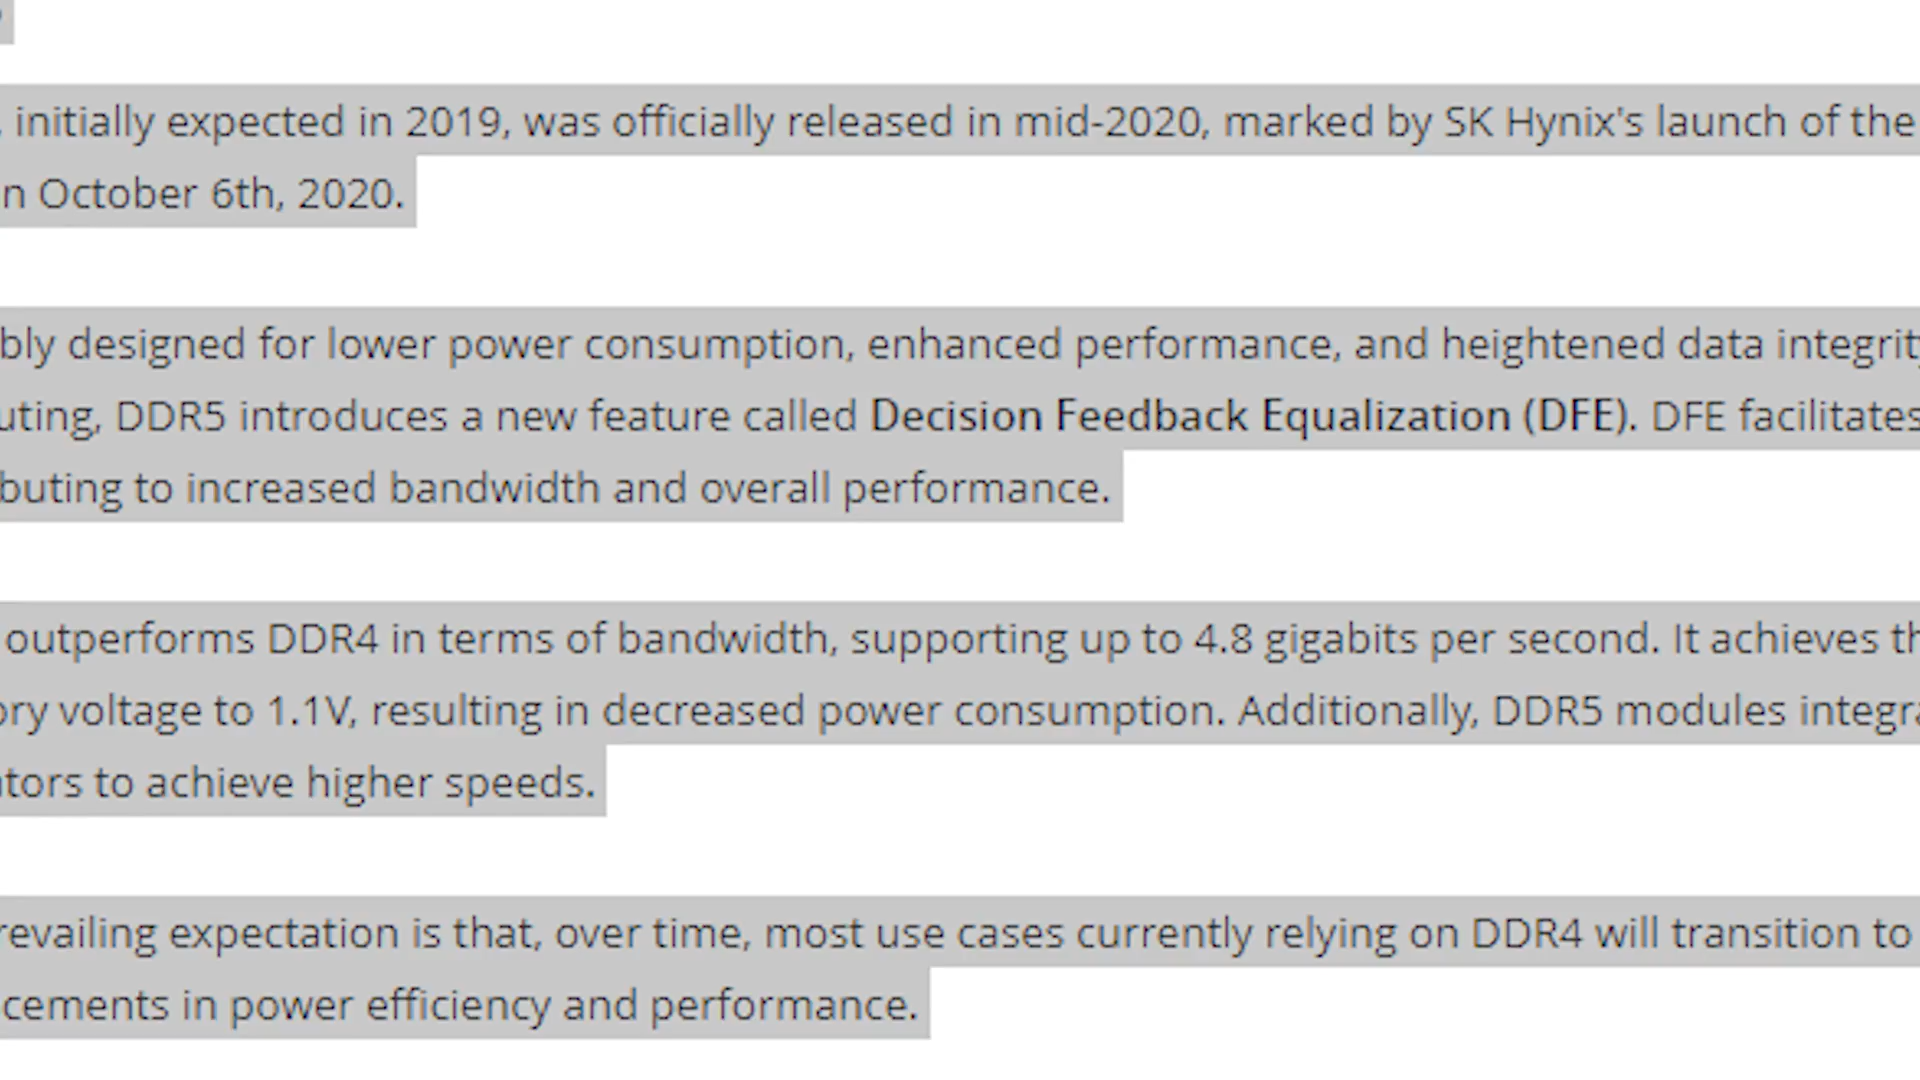 initially expected in 2019, was officially released in mid-2020, marked by SK Hynix's launch of the
n October 6th, 2020.
bly designed for lower power consumption, enhanced performance, and heightened data integrity
uting, DDR5 introduces a new feature called Decision Feedback Equalization (DFE). DFE facilitates
buting to increased bandwidth and overall performance.
outperforms DDR4 in terms of bandwidth, supporting up to 4.8 gigabits per second. It achieves th
ory voltage to 1.1V, resulting in decreased power consumption. Additionally, DDR5 modules integra
ators to achieve higher speeds.
revailing expectation is that, over time, most use cases currently relying on DDR4 will transition to
cements in power efficiency and performance.